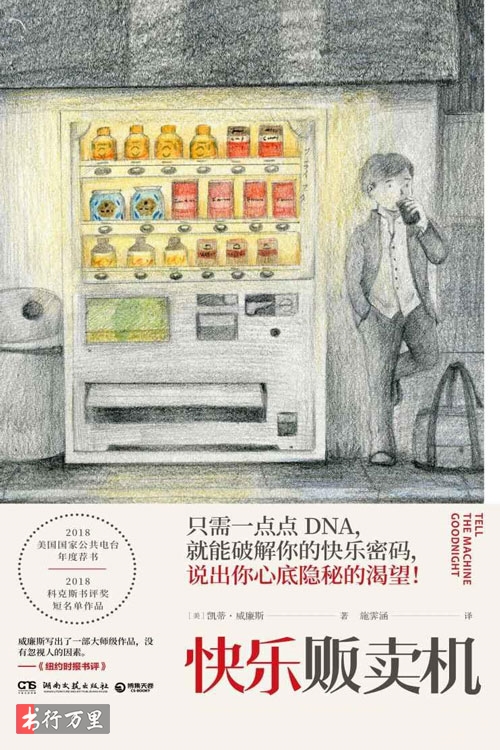 2018
美国国家公共电台
年度荐书
2018
科克斯书评奖
短名单作品
威廉斯写出了一部大师级作品，没
有忽视人的因素。
——《纽约时报书评》
只需一点点 DNA，
就能破解你的快乐密码，
说出你心底隐秘的渴望！
TELL
THE MACHINE
GOODNIGHT
［美］凯蒂·威廉斯 著 施霁涵 译
快乐贩卖机
湖南文艺出版社
博集天卷
CS-BOOKY
书行万里